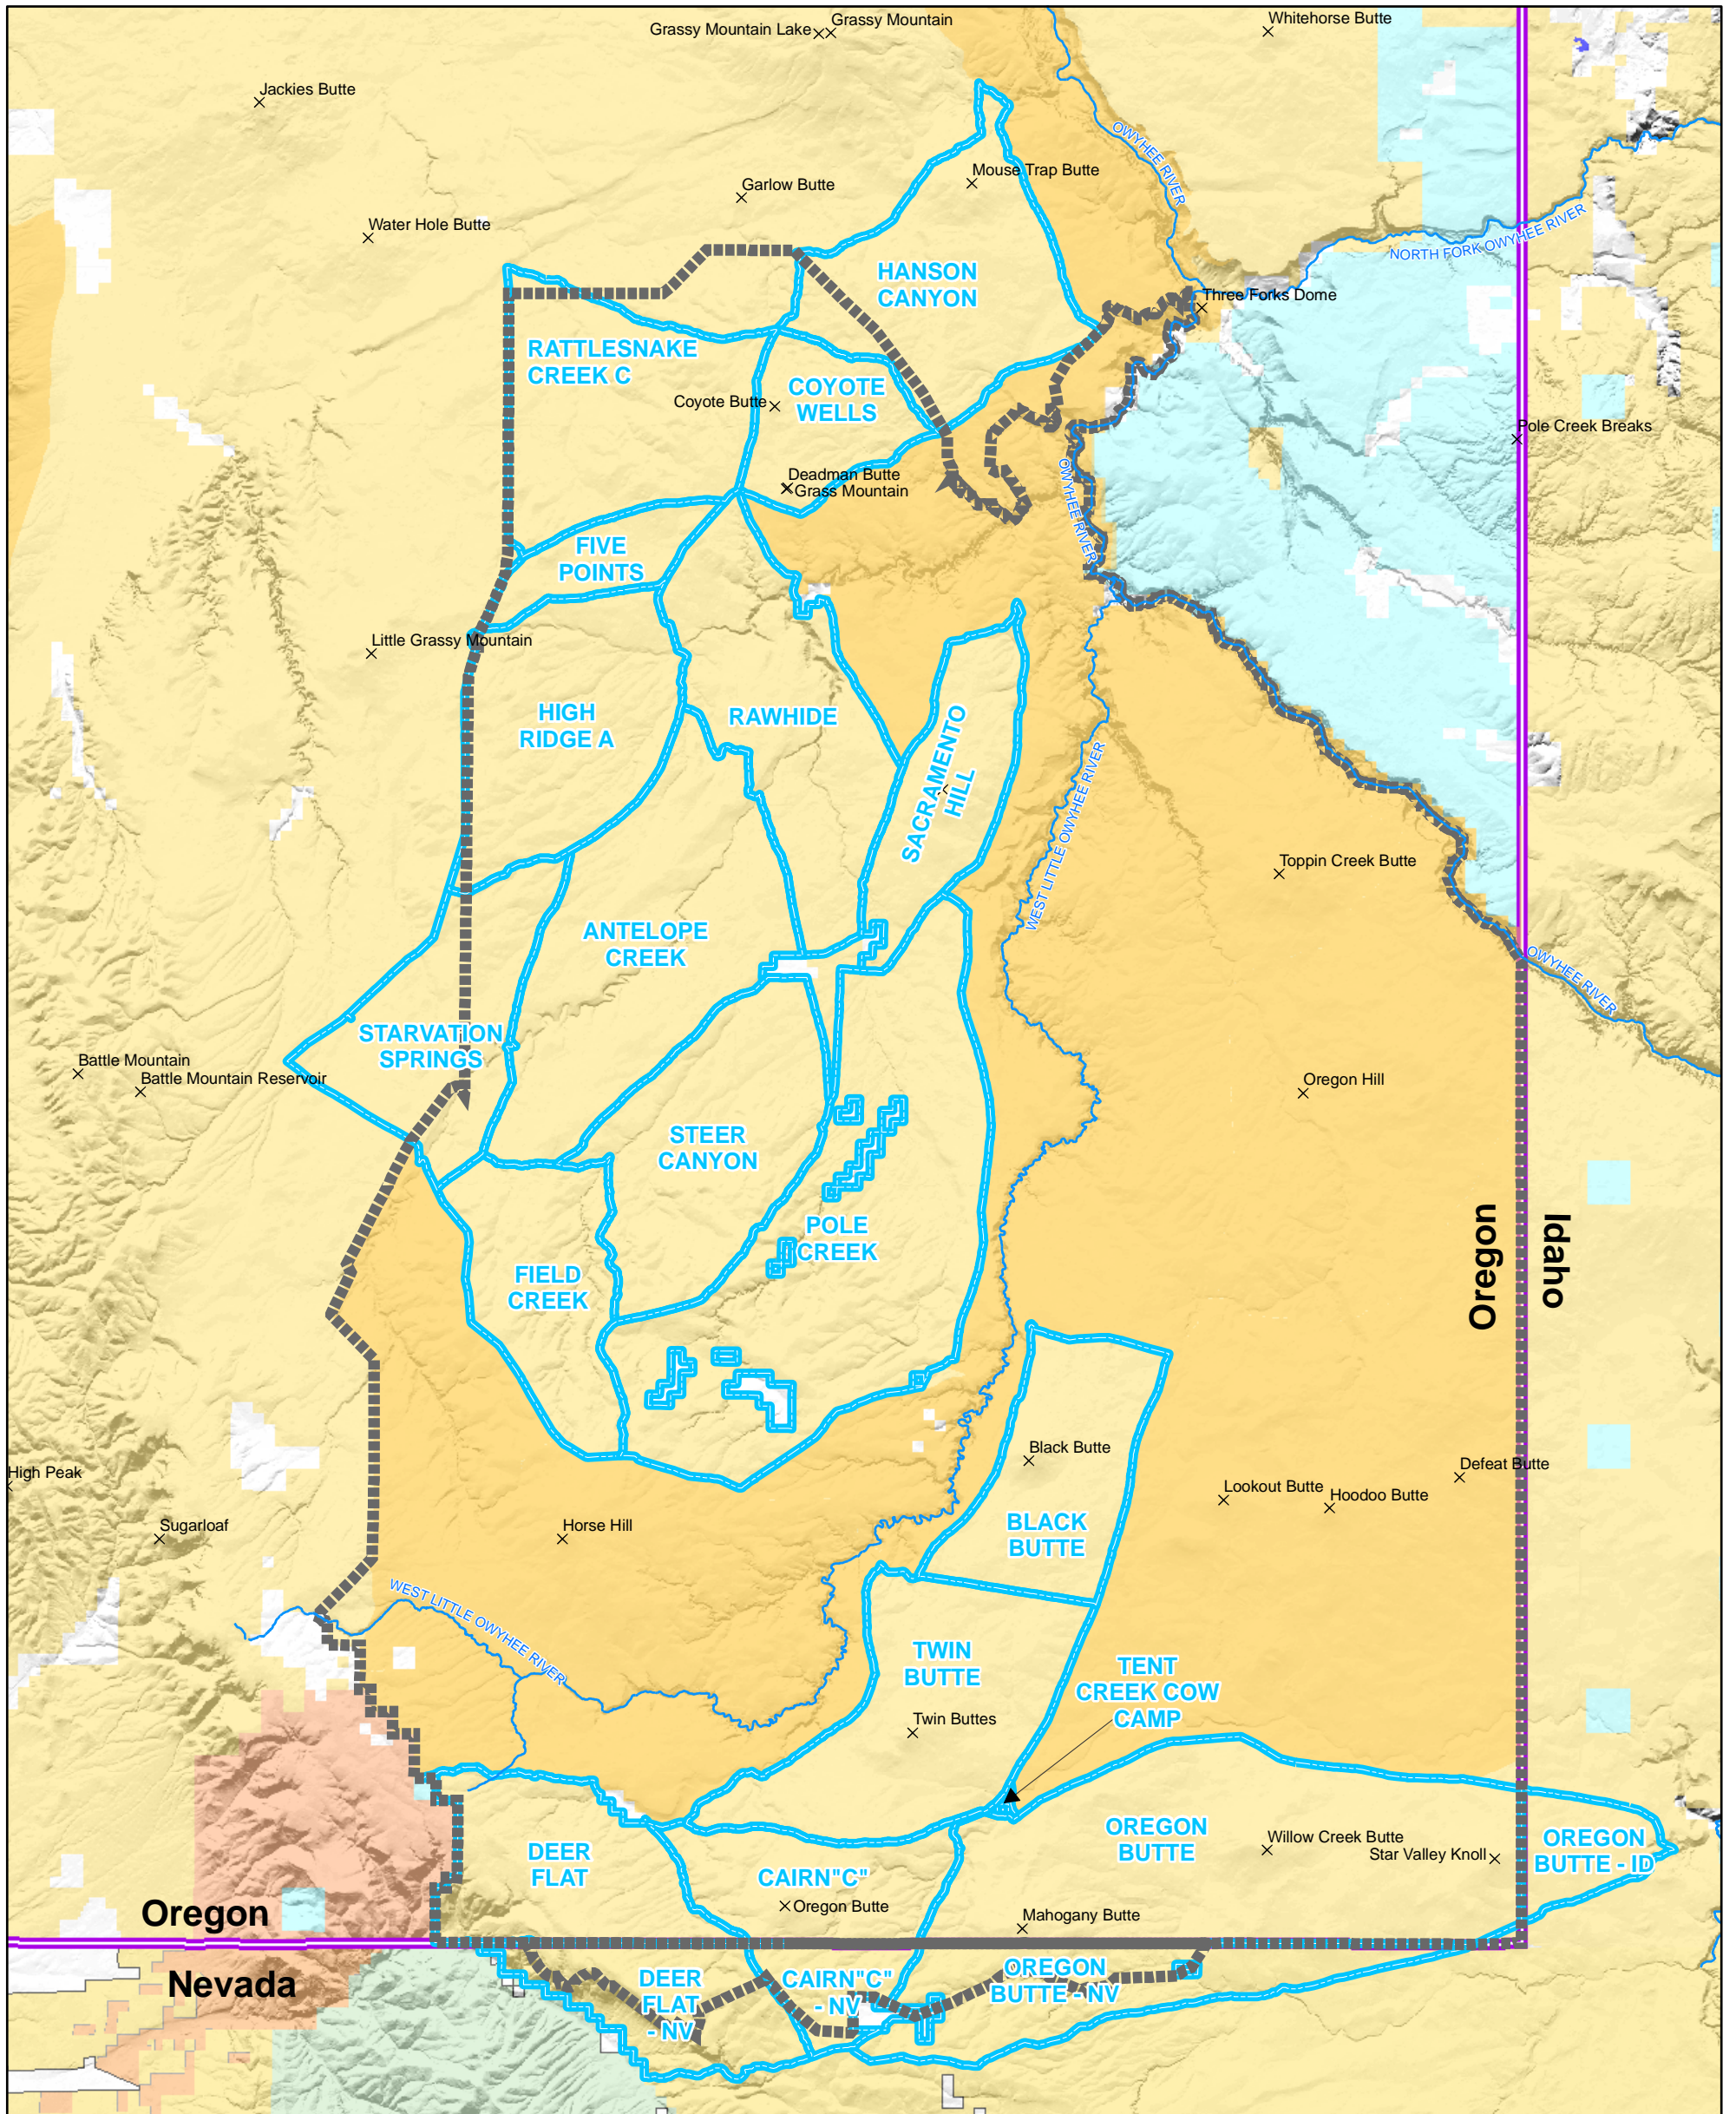 Grassy Mountain
Grassy Mountain Lake
Whitehorse Butte
Jackies Butte
OWYHEE RIVER
Mouse Trap Butte
Garlow Butte
Water Hole Butte
NORTH FORK OWYHEE RIVER
HANSON
CANYON
Three Forks Dome
RATTLESNAKE
CREEK C
COYOTE
WELLS
Coyote Butte
Pole Creek Breaks
Deadman Butte
Grass Mountain
OWYHEE RIVER
FIVE
POINTS
Little Grassy Mountain
HIGH
RIDGE A
RAWHIDE
SACRAMENTO
HILL
WEST LITTLE OWYHEE RIVER
Toppin Creek Butte
ANTELOPE
CREEK
OWYHEE RIVER
STARVATION
SPRINGS
Battle Mountain
Battle Mountain Reservoir
Oregon Hill
STEER
CANYON
POLE
CREEK
Oregon
Idaho
FIELD
CREEK
Black Butte
High Peak
Defeat Butte
Lookout Butte
Hoodoo Butte
Sugarloaf
Horse Hill
BLACK
BUTTE
WEST LITTLE OWYHEE RIVER
TWIN
BUTTE
TENT
CREEK COW
CAMP
Twin Buttes
OREGON
BUTTE
Willow Creek Butte
Star Valley Knoll
OREGON
BUTTE - ID
DEER
FLAT
CAIRN"C"
Oregon Butte
Mahogany Butte
Oregon
Nevada
DEER
FLAT
- NV
CAIRN"C"
- NV
OREGON
BUTTE - NV